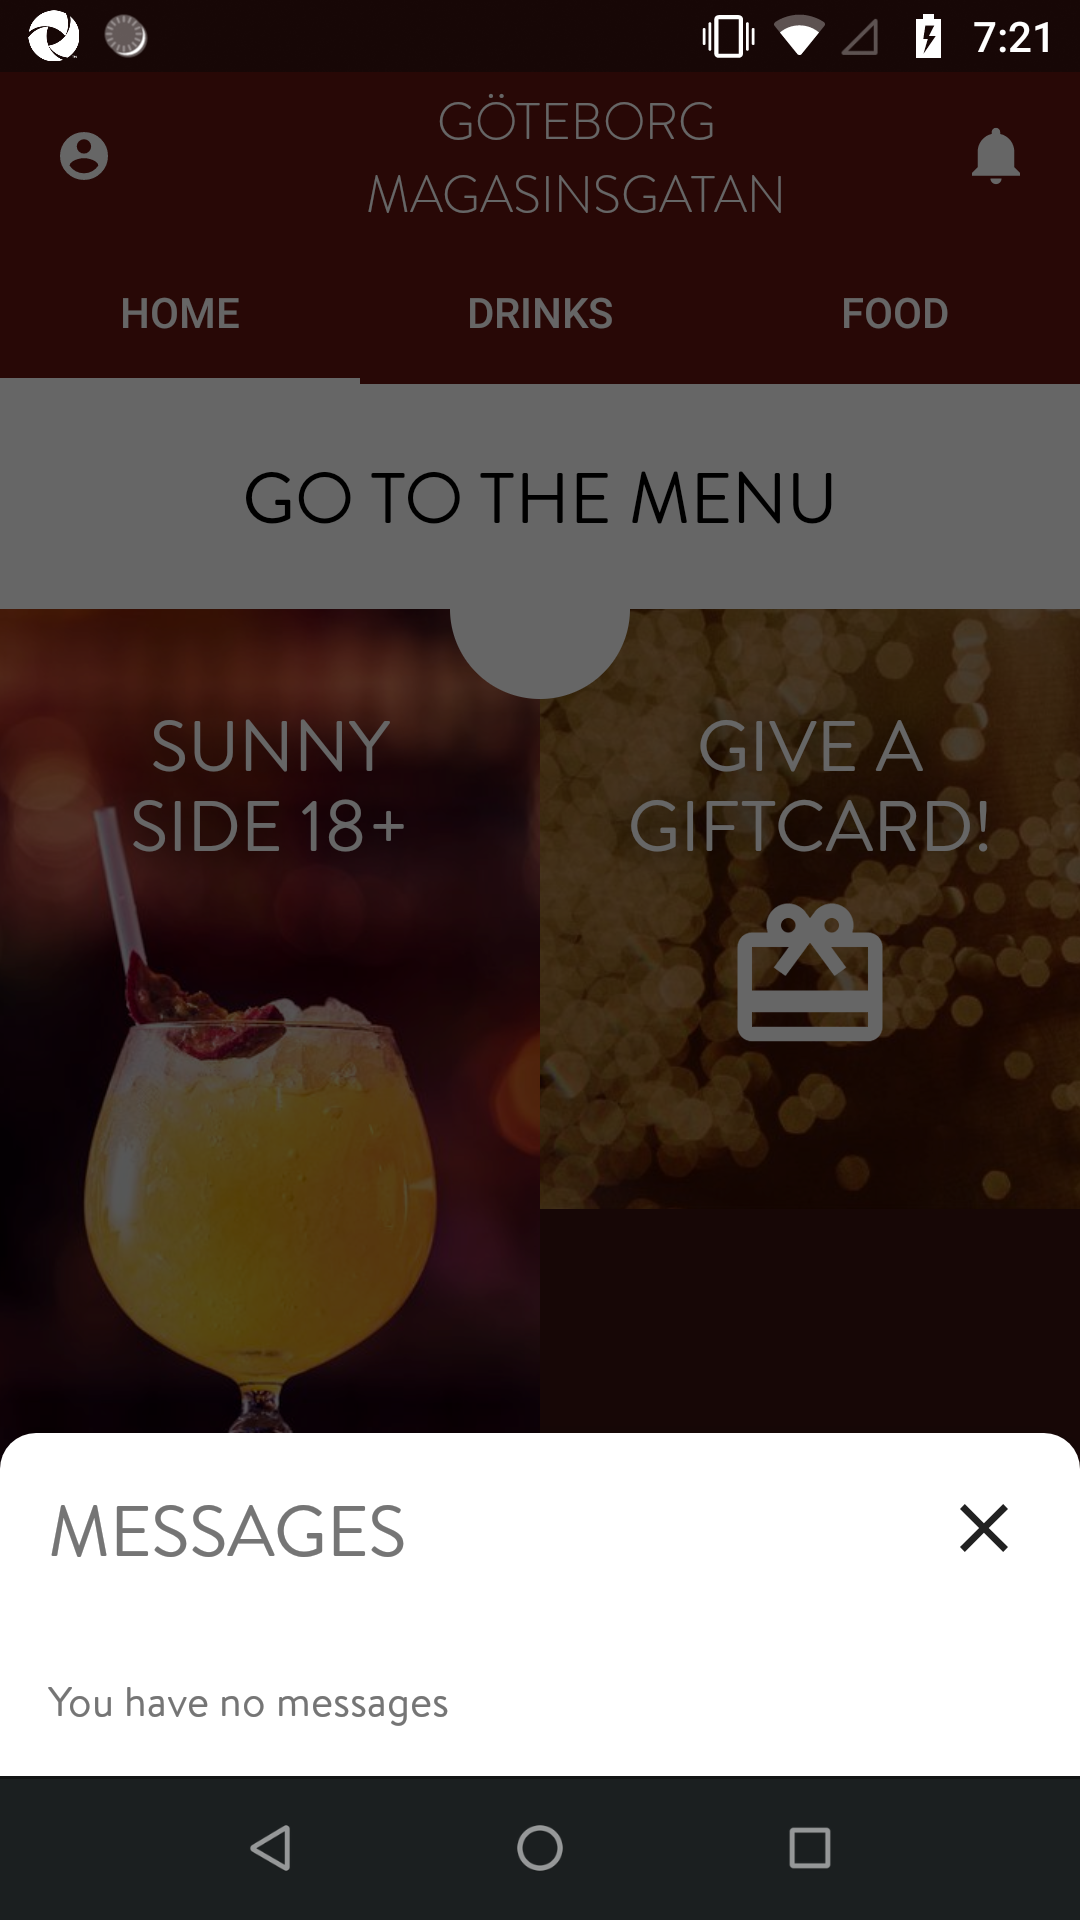 7:21
GÖTEBORG
MAGASINSGATAN
HOME
DRINKS
FOOD
GO TO THE MENU
SUNNY
SIDE 18+
GIVE A
GIFTCARD!
MESSAGES
You have no messages